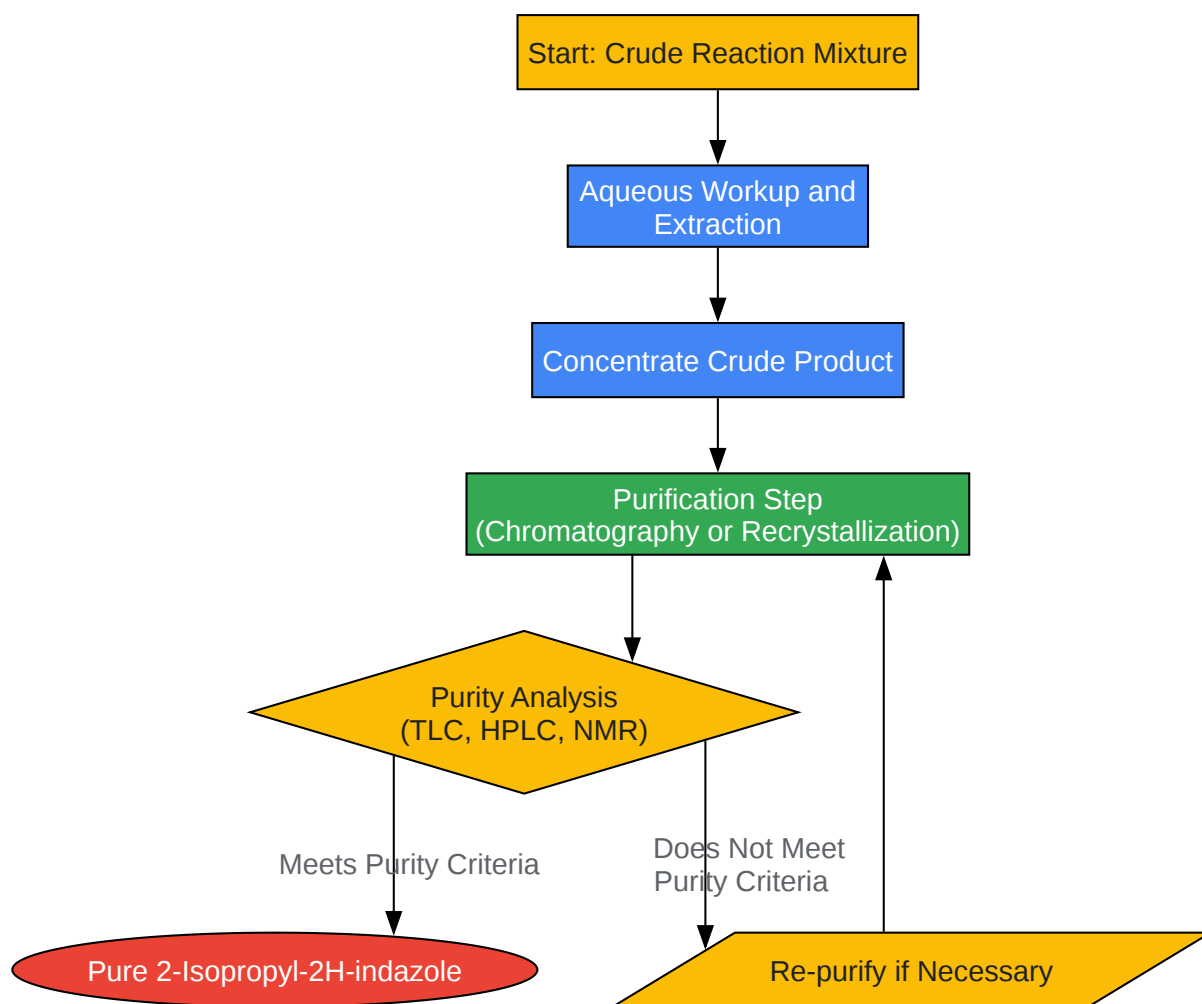 Start: Crude Reaction Mixture
Aqueous Workup and
Extraction
Concentrate Crude Product
Purification Step
(Chromatography or Recrystallization)
Purity Analysis
(TLC, HPLC, NMR)
Meets Purity Criteria
Does Not Meet
Purity Criteria
Pure 2-Isopropyl-2H-indazole
Re-purify if Necessary